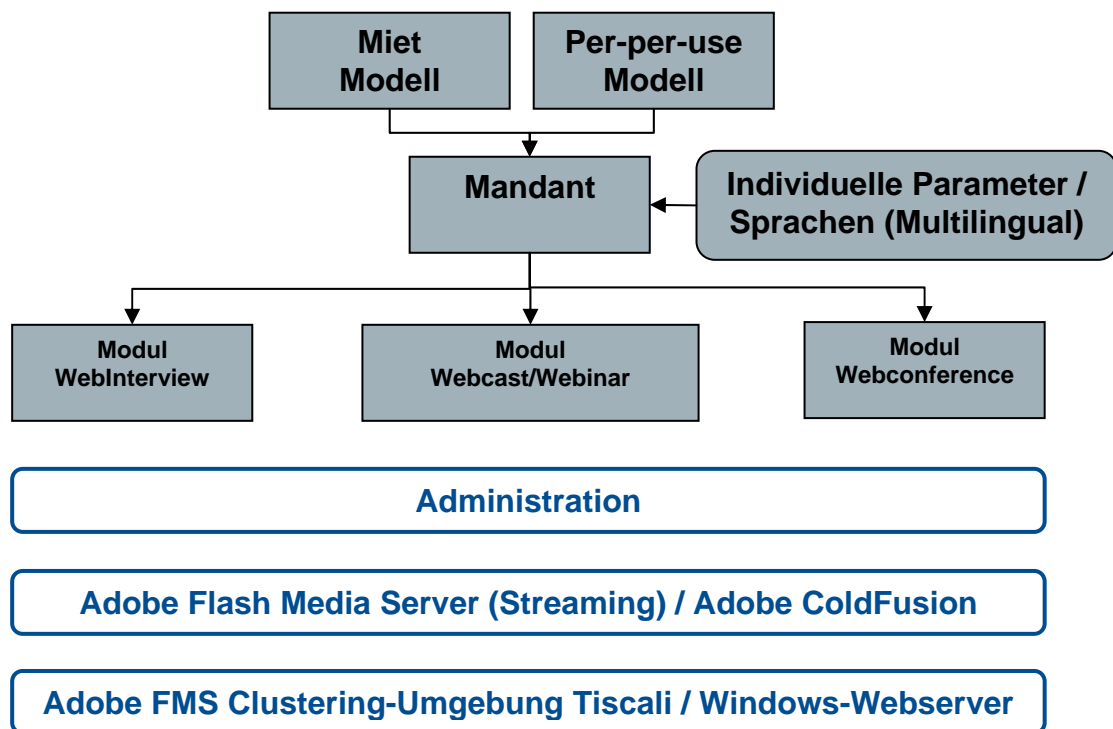 Miet
Modell
Per-per-use
Modell
Mandant
Individuelle Parameter /
Sprachen (Multilingual)
Modul
WebInterview
Modul
Webcast/Webinar
Modul
Webconference
Administration
Adobe Flash Media Server (Streaming) / Adobe ColdFusion
Adobe FMS Clustering-Umgebung Tiscali / Windows-Webserver